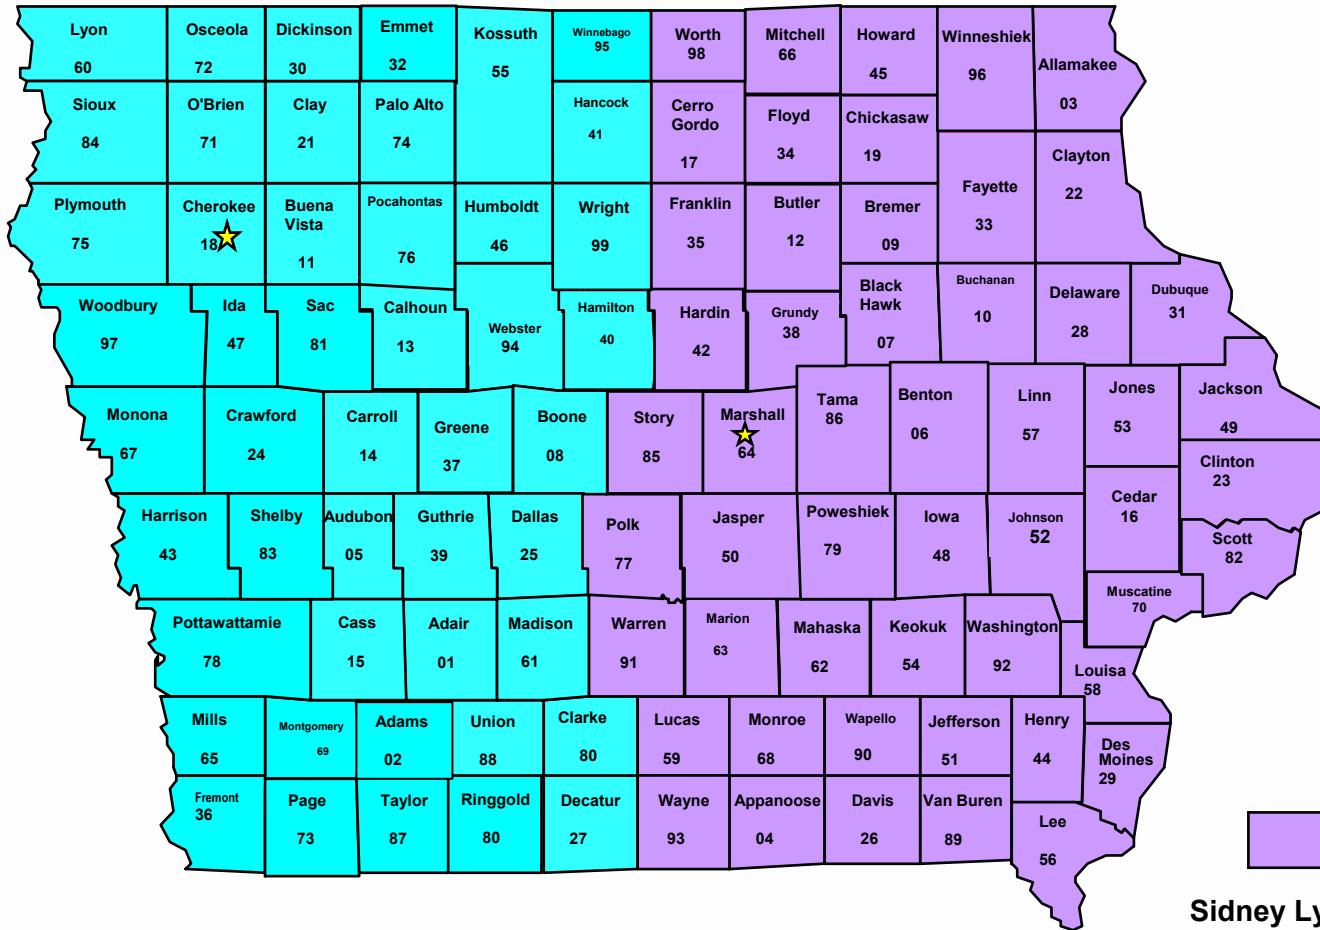 Lyon
60
Osceola
72
Dickinson
30
Emmet
32
Kossuth
55
Winnebago
95
Worth
98
Mitchell
66
Howard
45
Winneshiek
96
Allamakee
03
Sioux
84
O'Brien
71
Clay
21
Palo Alto
74
Hancock
41
Cerro
Gordo
17
Floyd
34
Chickasaw
19
Fayette
33
Clayton
22
Plymouth
75
Cherokee
18
Buena
Vista
11
Pocahontas
76
Humboldt
46
Wright
99
Franklin
35
Butler
12
Bremer
09
Woodbury
97
Ida
47
Sac
81
Calhoun
13
Webster
94
Hamilton
40
Hardin
42
Grundy
38
Black
Hawk
07
Buchanan
10
Delaware
28
Dubuque
31
Monona
67
Crawford
24
Carroll
14
Greene
37
Boone
08
Story
85
Marshall
64
Tama
86
Benton
06
Linn
57
Jones
53
Jackson
49
Clinton
23
Harrison
43
Shelby
83
Audubon
05
Guthrie
39
Dallas
25
Polk
77
Jasper
50
Poweshiek
79
Iowa
48
Johnson
52
Cedar
16
Scott
82
Muscatine
70
Pottawattamie
78
Cass
15
Adair
01
Madison
61
Warren
91
Marion
63
Mahaska
62
Keokuk
54
Washington
92
Louisa
58
Mills
65
Montgomery
69
Adams
02
Union
88
Clarke
80
Lucas
59
Monroe
68
Wapello
90
Jefferson
51
Henry
44
Des
Moines
29
Fremont
36
Page
73
Taylor
87
Ringgold
80
Decatur
27
Wayne
93
Appanoose
04
Davis
26
Van Buren
89
Lee
56
Sidney Ly